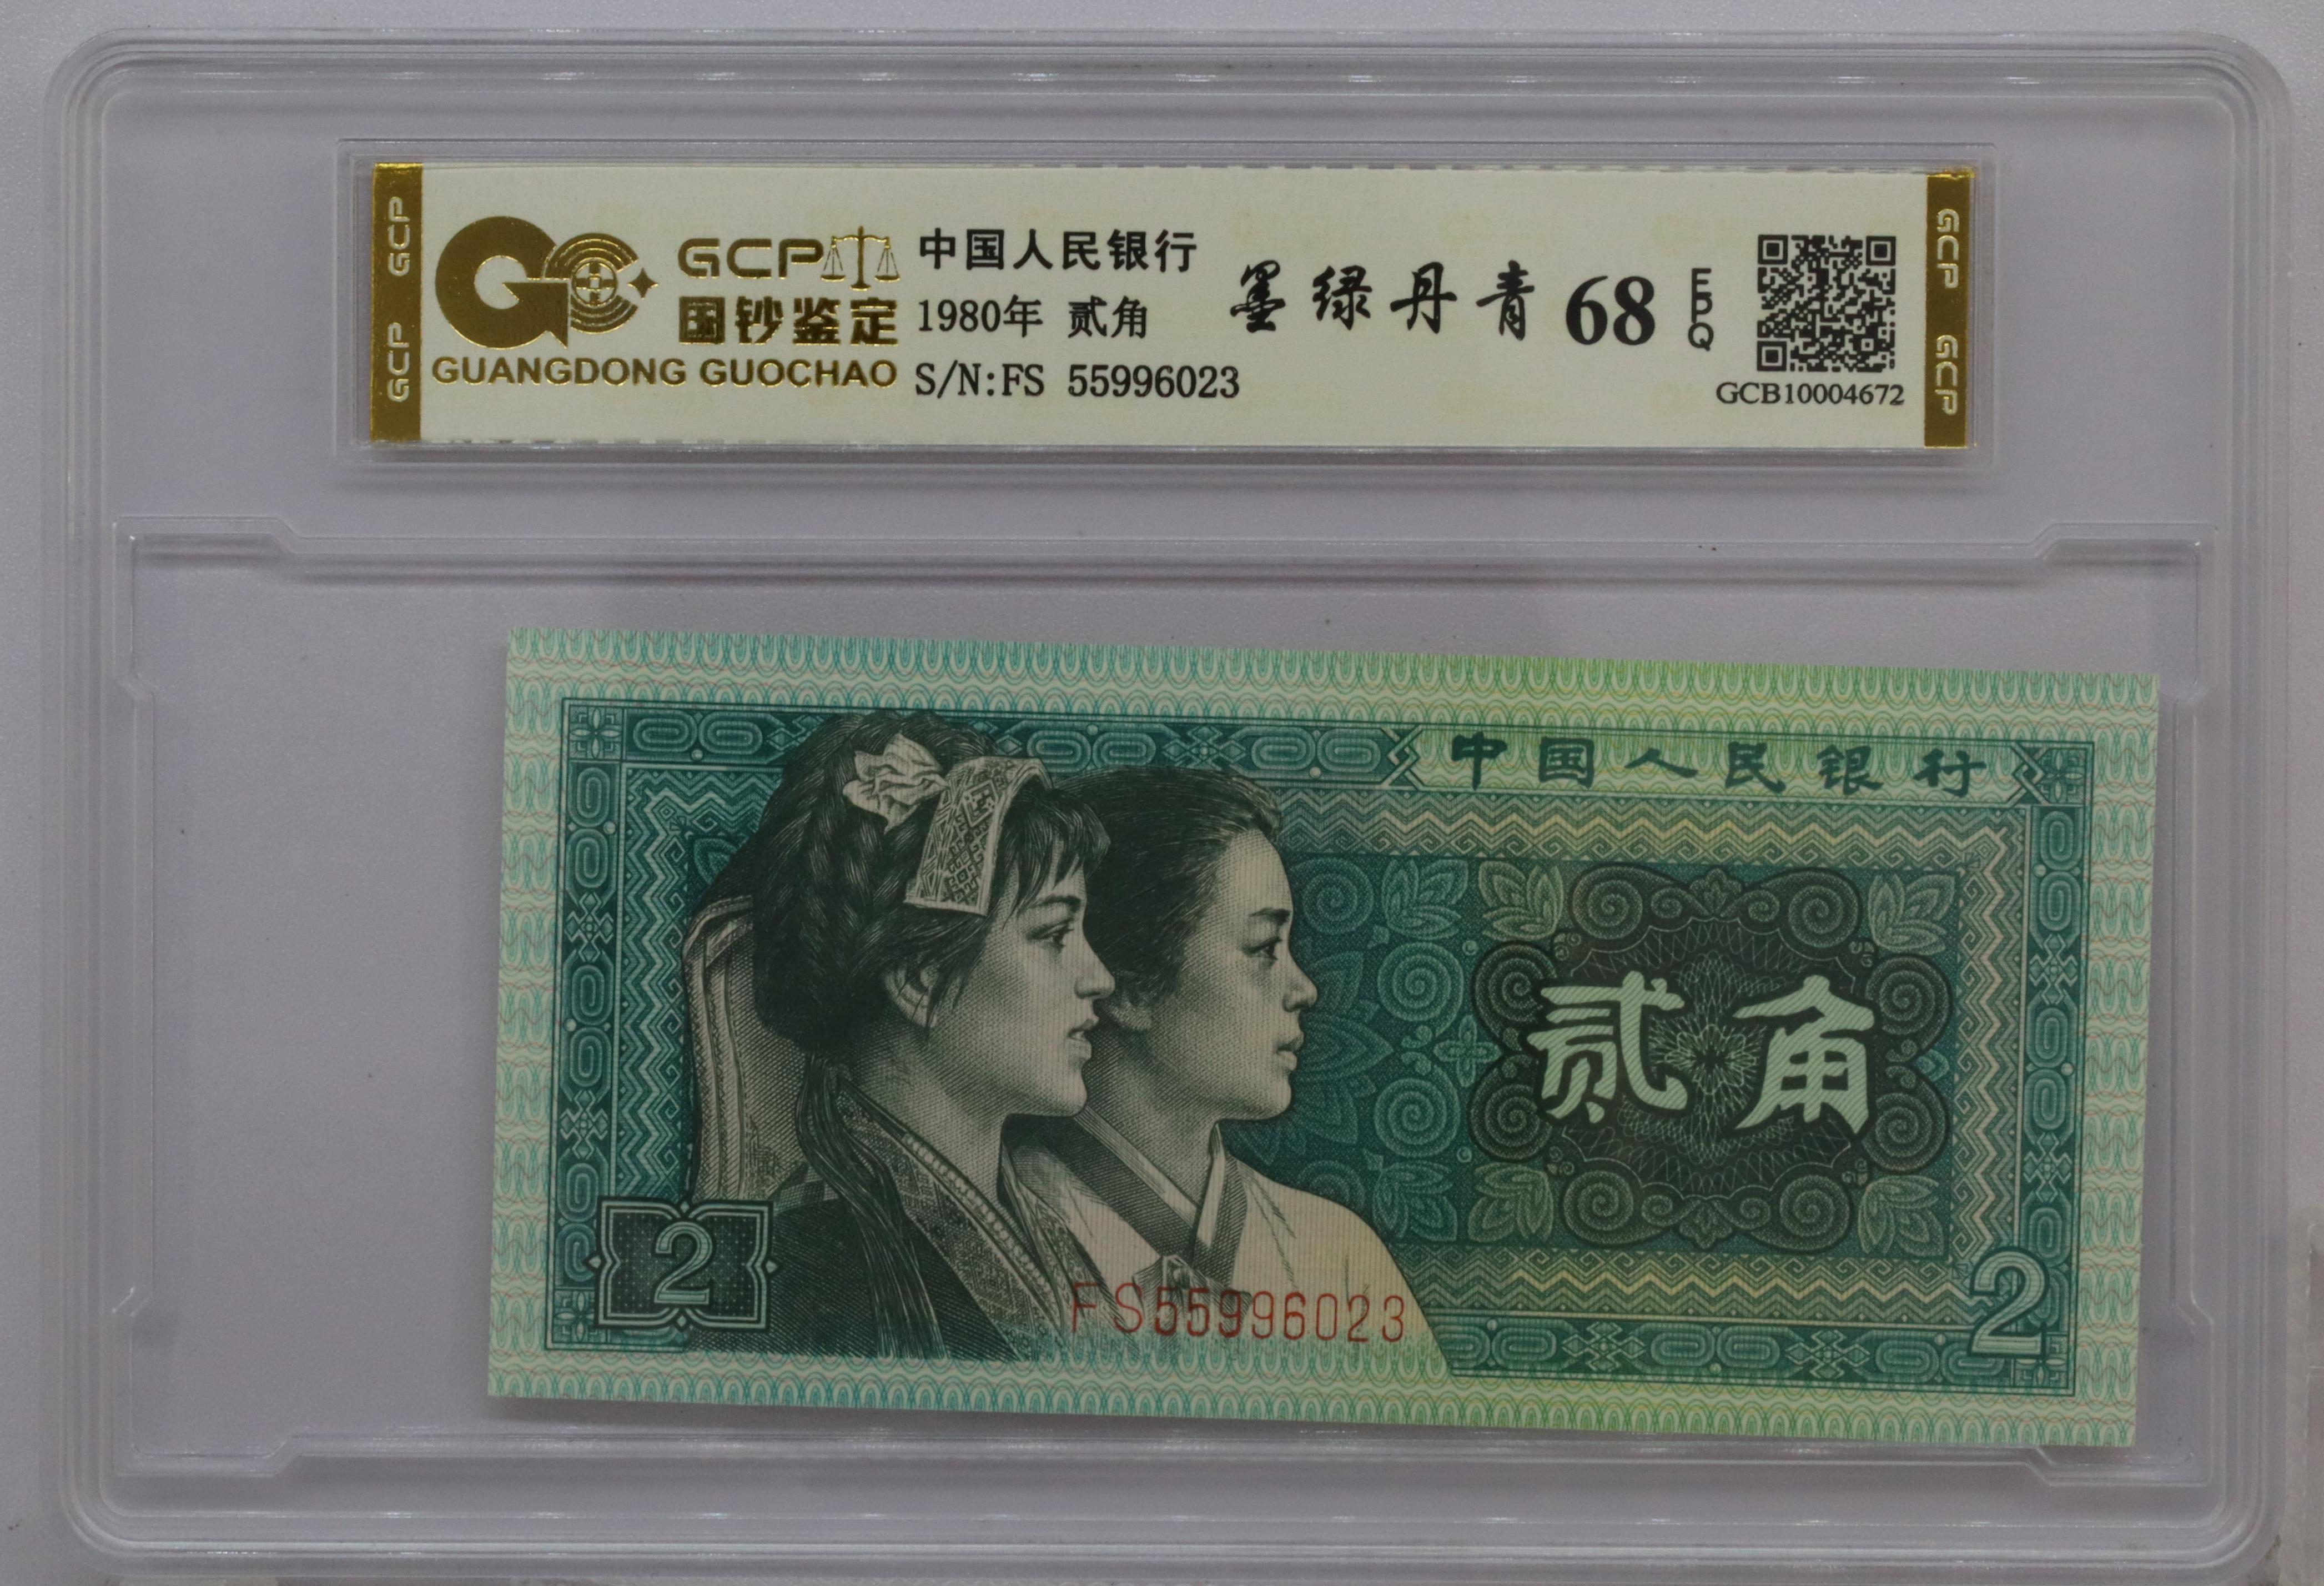 GCP
GCP
GCP
国钞鉴定
GUANGDONG GUOCHAO
中国人民银行
1980年 贰角
S/N:FS 55996023
墨绿丹青 68 EPQ
GCB10004672
GCP
GCP
中国人民银行
贰角
2
FS55996023
2